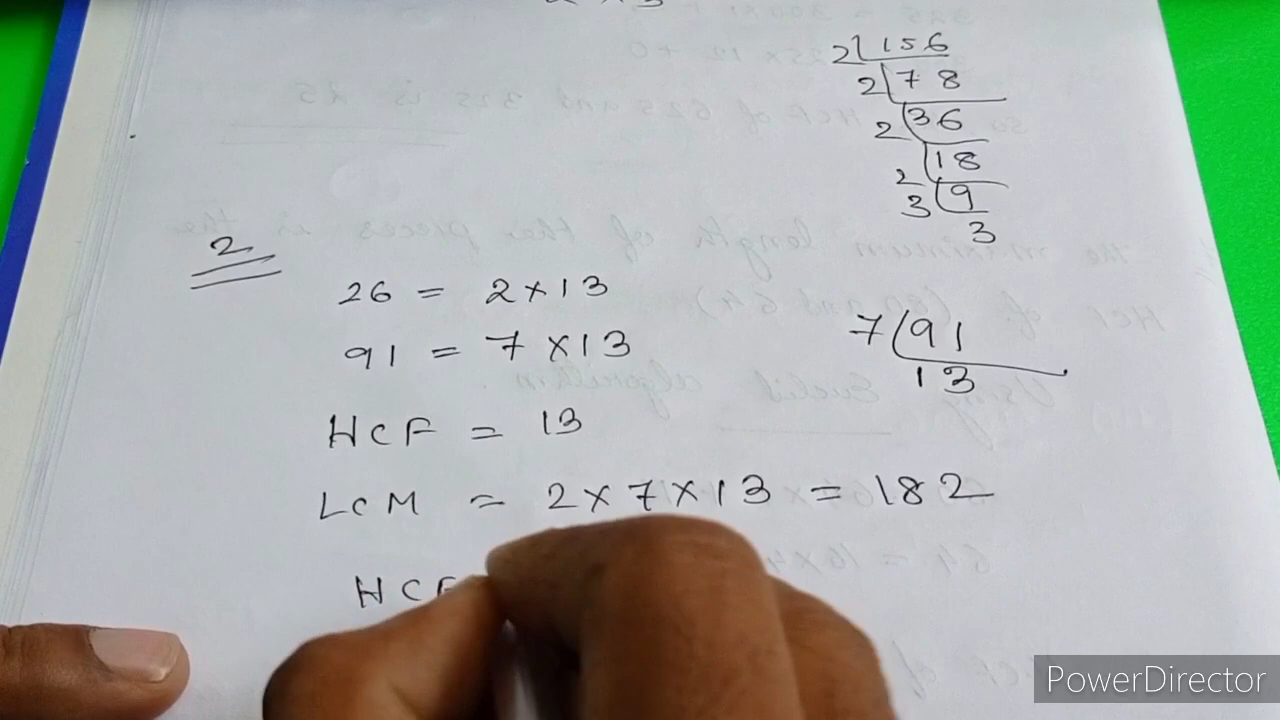 2 156
2 78
2 36
2 18
3 9
3
2
26 = 2 × 13
91 = 7 × 13
7 91
13
HCF = 13
LCM = 2 × 7 × 13 = 182
HCF
PowerDirector